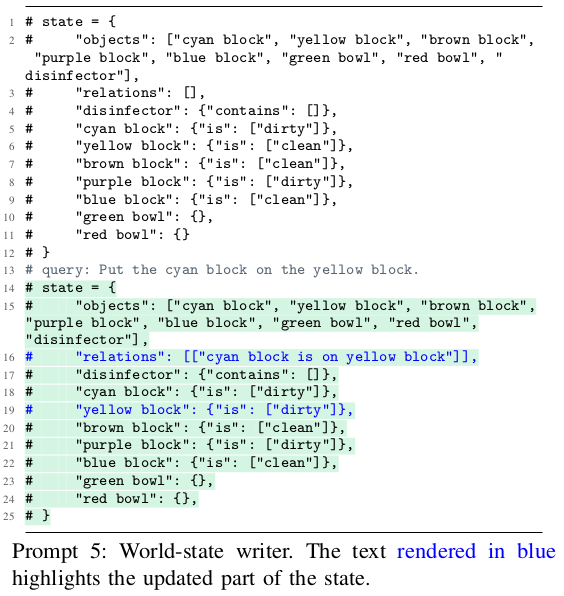 1 # state = {
2 #     "objects": ["cyan block", "yellow block", "brown block",
"purple block", "blue block", "green bowl", "red bowl", "
disinfector"],
3 #     "relations": [],
4 #     "disinfector": {"contains": []},
5 #     "cyan block": {"is": ["dirty"]},
6 #     "yellow block": {"is": ["clean"]},
7 #     "brown block": {"is": ["clean"]},
8 #     "purple block": {"is": ["dirty"]},
9 #     "blue block": {"is": ["clean"]},
10 #     "green bowl": {},
11 #     "red bowl": {}
12 # }
13 # query: Put the cyan block on the yellow block.
14 # state = {
15 #     "objects": ["cyan block", "yellow block", "brown block",
"purple block", "blue block", "green bowl", "red bowl",
"disinfector"],
16 #     "relations": [["cyan block is on yellow block"]],
17 #     "disinfector": {"contains": []},
18 #     "cyan block": {"is": ["dirty"]},
19 #     "yellow block": {"is": ["dirty"]},
20 #     "brown block": {"is": ["clean"]},
21 #     "purple block": {"is": ["dirty"]},
22 #     "blue block": {"is": ["clean"]},
23 #     "green bowl": {},
24 #     "red bowl": {},
25 # }
Prompt 5: World-state writer. The text rendered in blue
highlights the updated part of the state.